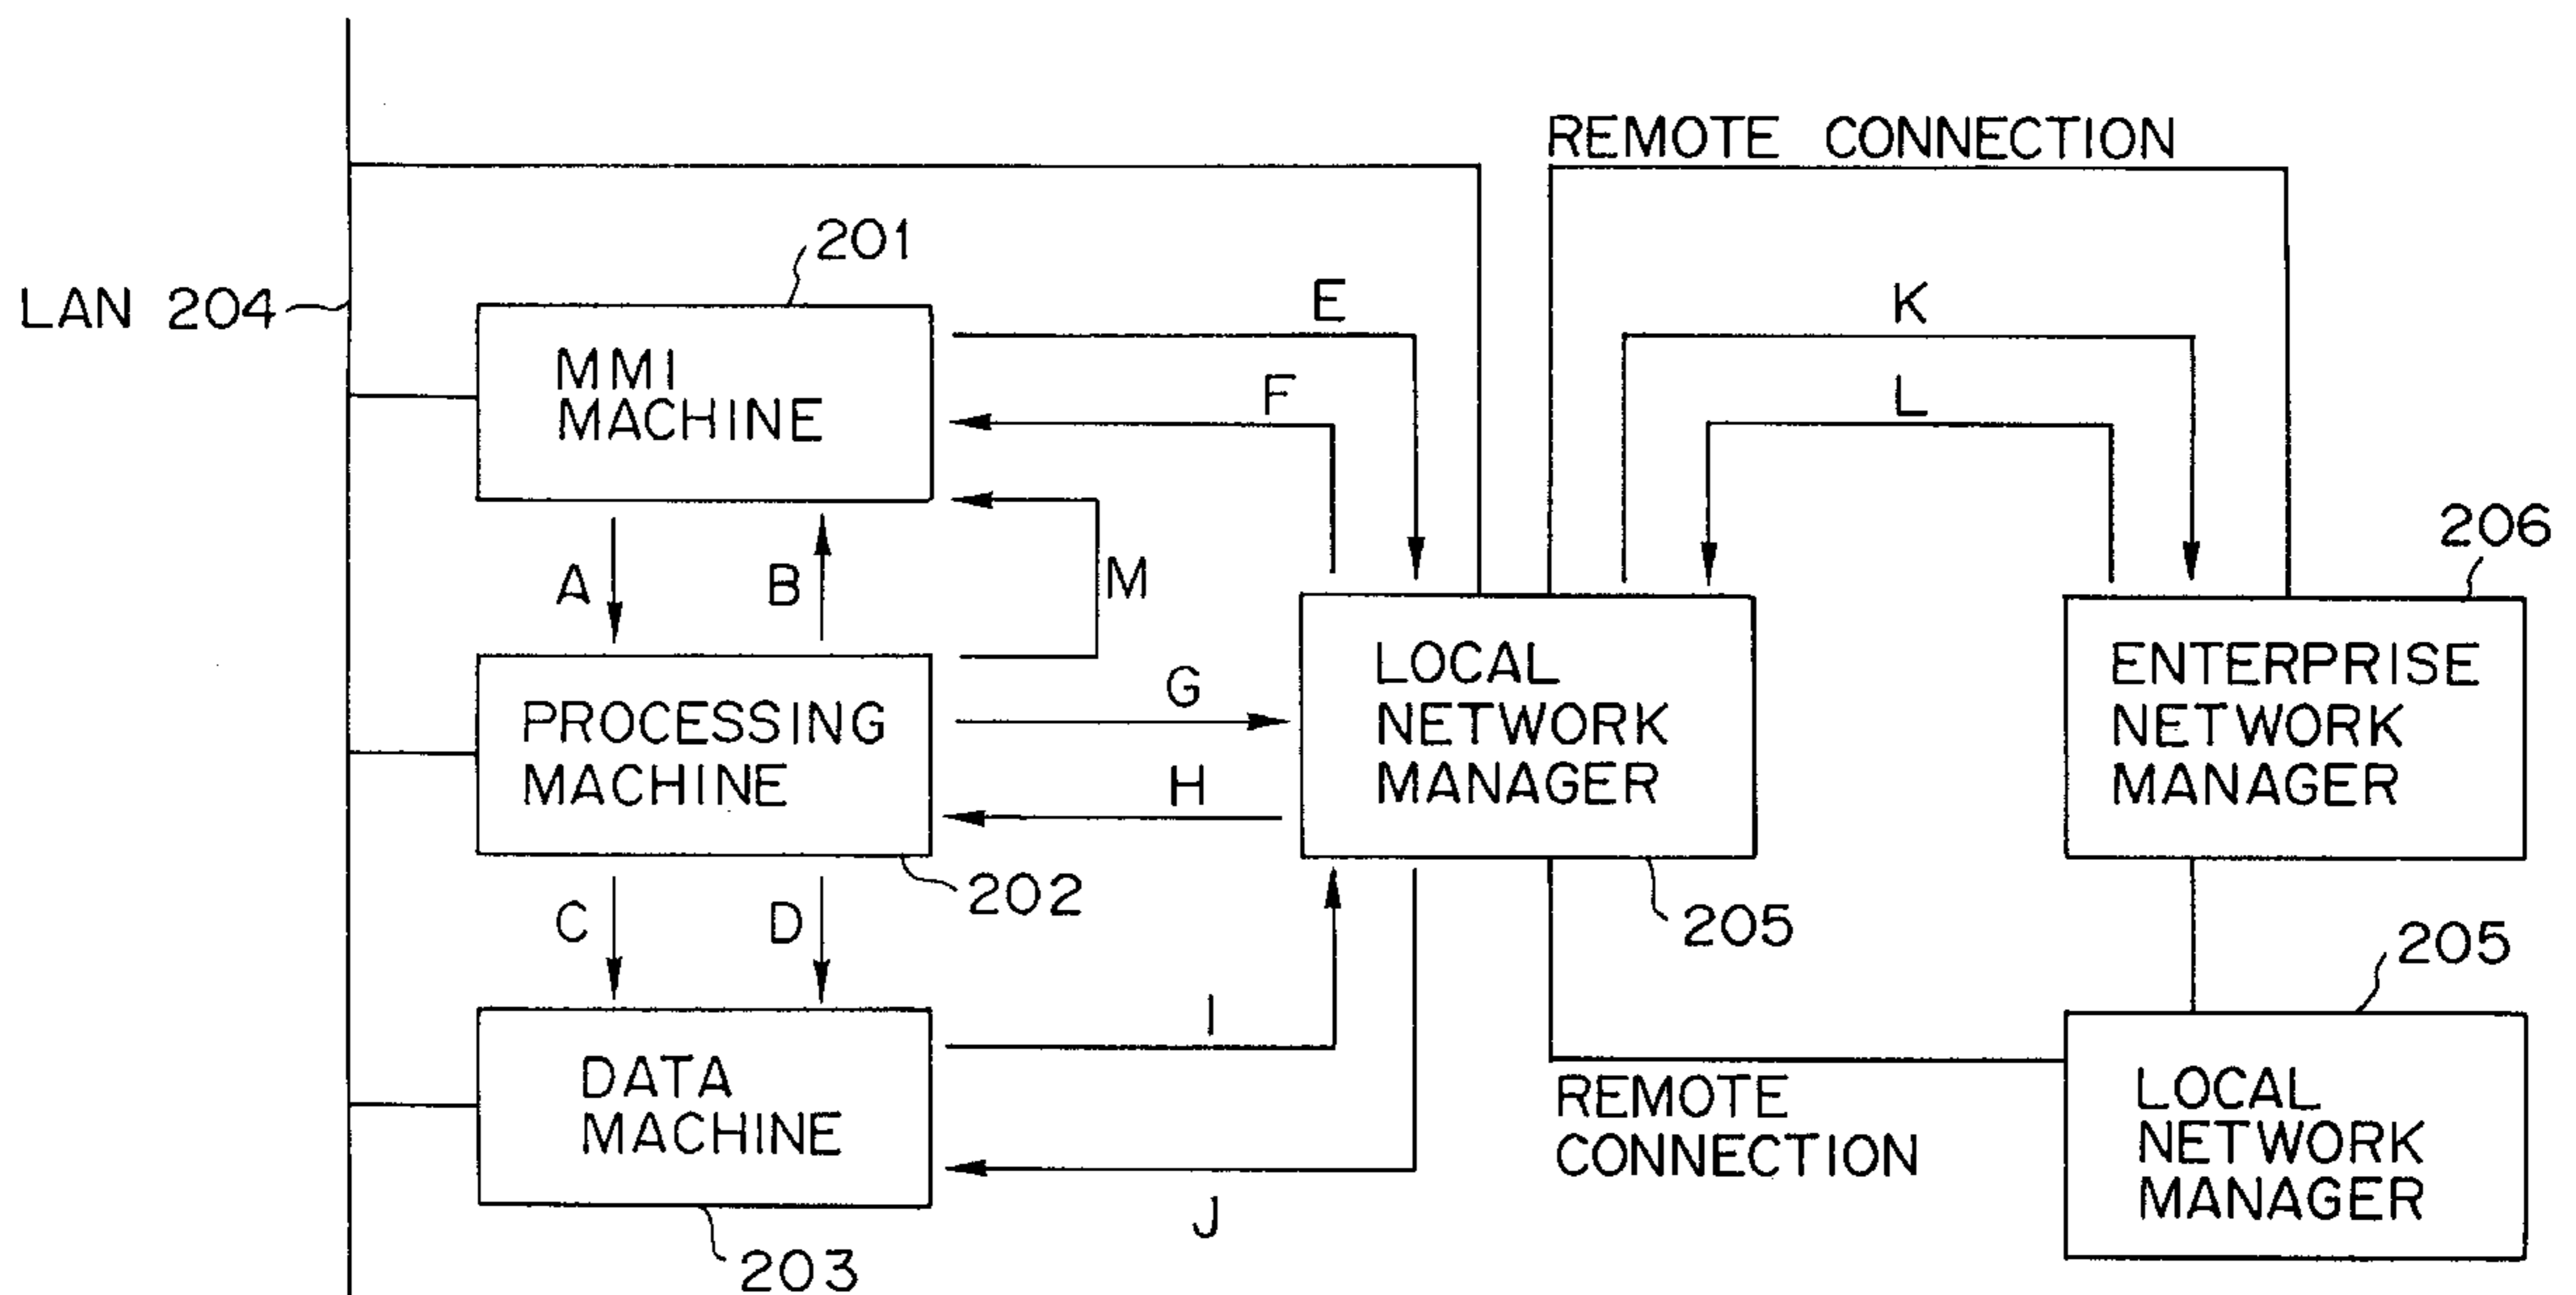 REMOTE CONNECTION
201
LAN 204
E
K
MMI
MACHINE
F
L
206
A
B
M
LOCAL
NETWORK
MANAGER
ENTERPRISE
NETWORK
MANAGER
G
PROCESSING
MACHINE
H
202
205
C
D
205
I
DATA
MACHINE
REMOTE
CONNECTION
LOCAL
NETWORK
MANAGER
J
203